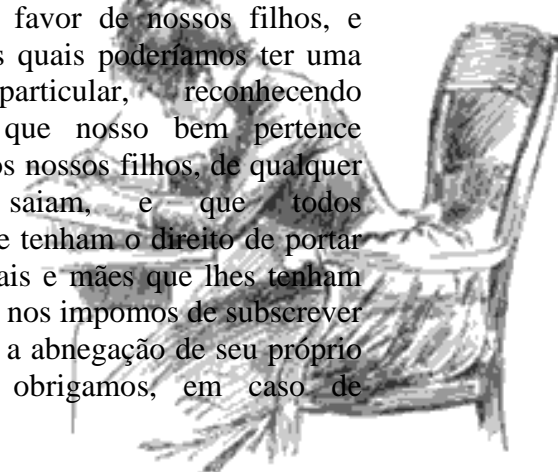 favor de nossos filhos, e
s quais poderíamos ter uma
particular, reconhecendo
que nosso bem pertence
os nossos filhos, de qualquer
saiam, e que todos
e tenham o direito de portar
ais e mães que lhes tenham
nos impomos de subscrever
a abnegação de seu próprio
obrigamos, em caso de